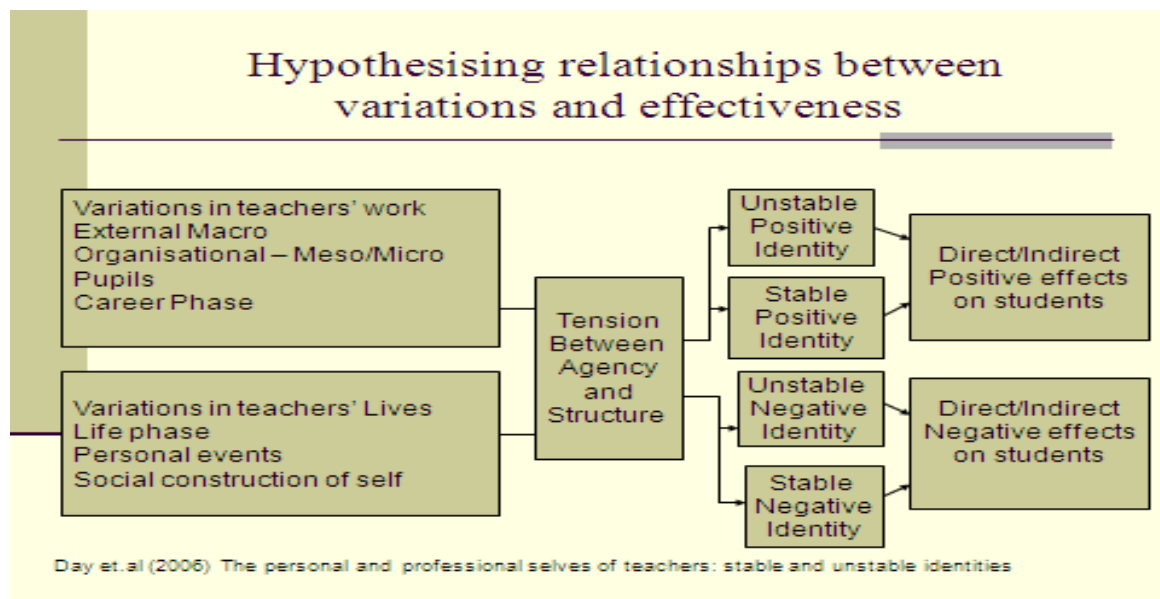 Hypothesising relationships between
variations and effectiveness
Variations in teachers' work
External Macro
Organisational – Meso/Micro
Pupils
Career Phase
Variations in teachers' Lives
Life phase
Personal events
Social construction of self
Tension
Between
Agency
and
Structure
Unstable
Positive
Identity
Stable
Positive
Identity
Unstable
Negative
Identity
Stable
Negative
Identity
Direct/Indirect
Positive effects
on students
Direct/Indirect
Negative effects
on students
Day et.al (2006) The personal and professional selves of teachers: stable and unstable identities